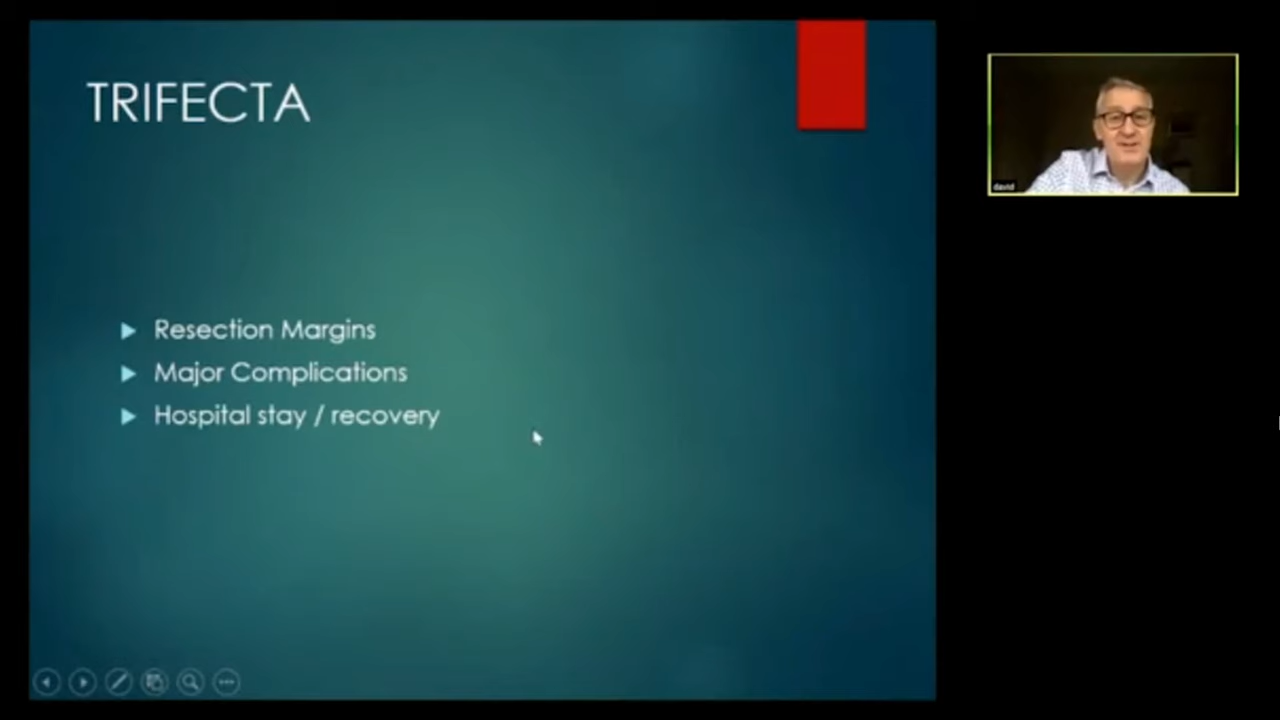 TRIFECTA
Resection Margins
Major Complications
Hospital stay / recovery
david